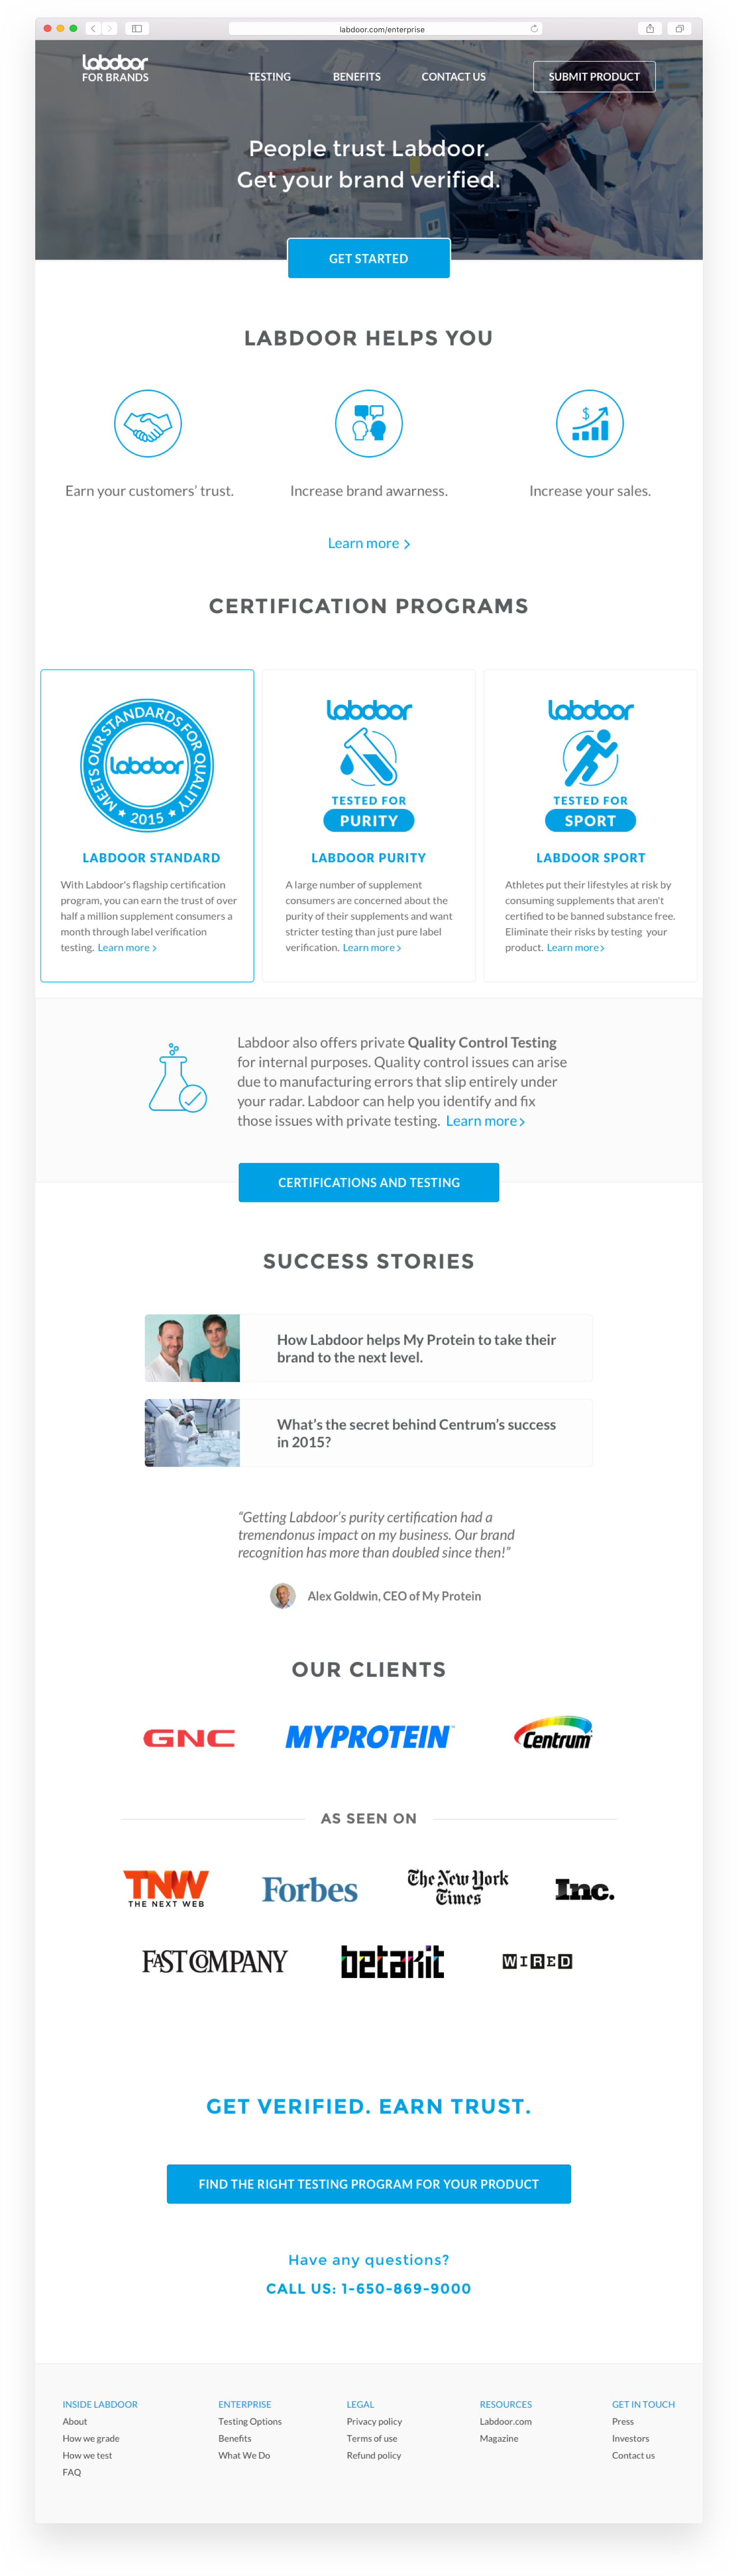 labdoor.com/enterprise
labdoor
FOR BRANDS
TESTING
BENEFITS
CONTACT US
SUBMIT PRODUCT
People trust Labdoor.
Get your brand verified.
GET STARTED
LABDOOR HELPS YOU
$
Earn your customers' trust.
Increase brand awarness.
Increase your sales.
Learn more >
CERTIFICATION PROGRAMS
MEETS OUR STANDARDS FOR QUALITY
labdoor
★ 2015 ★
LABDOOR STANDARD
With Labdoor's flagship certification
program, you can earn the trust of over
half a million supplement consumers a
month through label verification
testing. Learn more >
labdoor
TESTED FOR
PURITY
LABDOOR PURITY
A large number of supplement
consumers are concerned about the
purity of their supplements and want
stricter testing than just pure label
verification. Learn more >
labdoor
TESTED FOR
SPORT
LABDOOR SPORT
Athletes put their lifestyles at risk by
consuming supplements that aren't
certified to be banned substance free.
Eliminate their risks by testing your
product. Learn more >
Labdoor also offers private Quality Control Testing
for internal purposes. Quality control issues can arise
due to manufacturing errors that slip entirely under
your radar. Labdoor can help you identify and fix
those issues with private testing. Learn more >
CERTIFICATIONS AND TESTING
SUCCESS STORIES
How Labdoor helps My Protein to take their
brand to the next level.
What's the secret behind Centrum's success
in 2015?
“Getting Labdoor's purity certification had a
tremendonus impact on my business. Our brand
recognition has more than doubled since then!”
Alex Goldwin, CEO of My Protein
OUR CLIENTS
GNC
MYPROTEIN™
Centrum
AS SEEN ON
TNW
THE NEXT WEB
Forbes
The New York
Times
Inc.
FAST COMPANY
betakit
WIRED
GET VERIFIED. EARN TRUST.
FIND THE RIGHT TESTING PROGRAM FOR YOUR PRODUCT
Have any questions?
CALL US: 1-650-869-9000
INSIDE LABDOOR
About
How we grade
How we test
FAQ
ENTERPRISE
Testing Options
Benefits
What We Do
LEGAL
Privacy policy
Terms of use
Refund policy
RESOURCES
Labdoor.com
Magazine
GET IN TOUCH
Press
Investors
Contact us